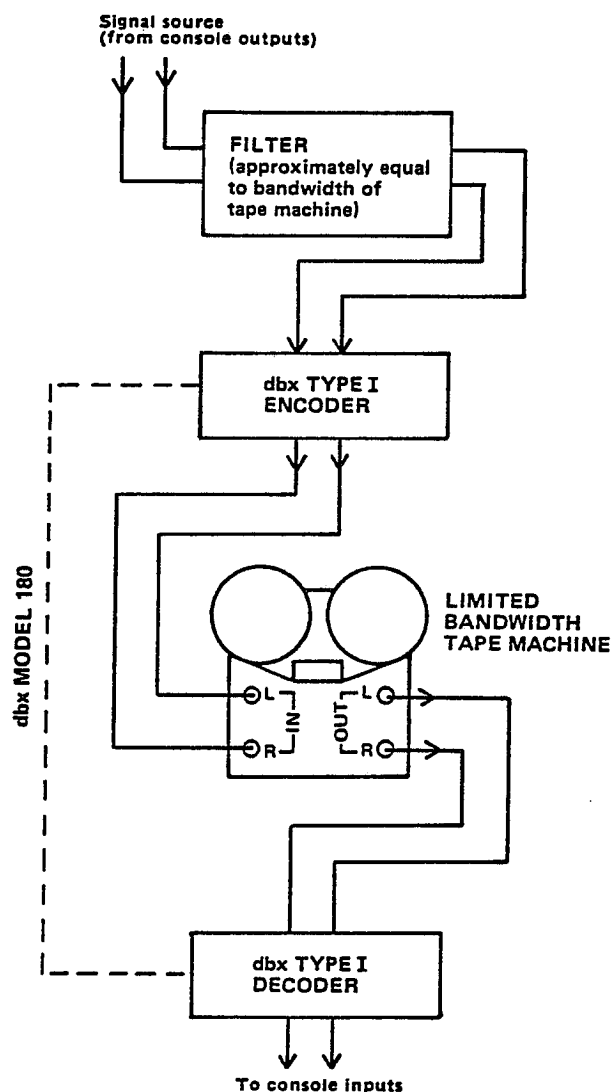 Signal source
(from console outputs)
FILTER
(approximately equal
to bandwidth of
tape machine)
dbx TYPE I
ENCODER
dbx MODEL 180
LIMITED
BANDWIDTH
TAPE MACHINE
L
IN
OUT
L
R
R
dbx TYPE I
DECODER
To console inputs